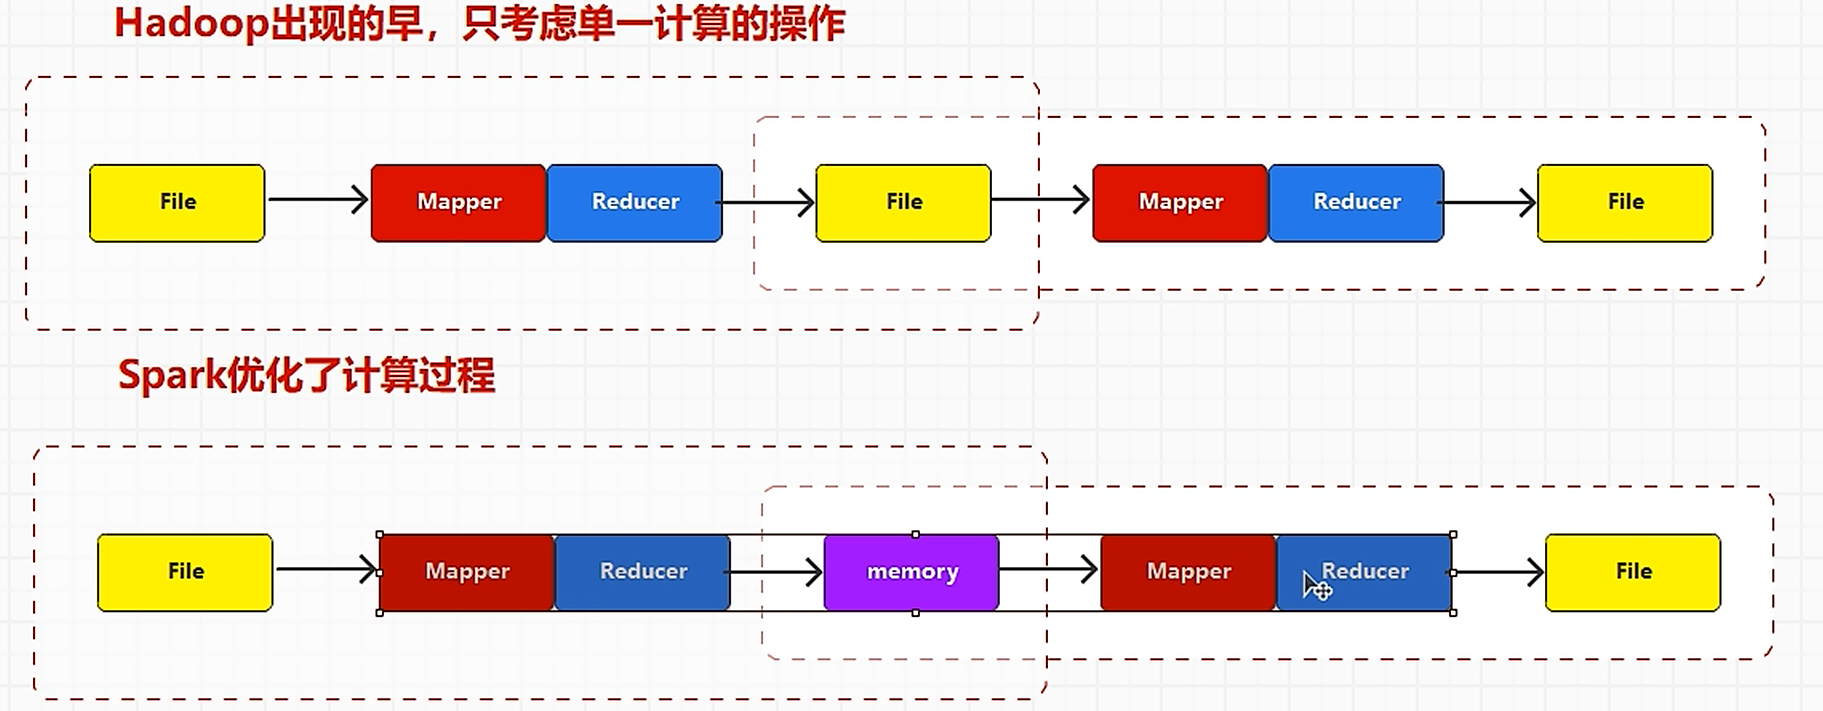 Hadoop出现的早，只考虑单一计算的操作
File Mapper Reducer File Mapper Reducer File
Spark优化了计算过程
File Mapper Reducer memory Mapper Reducer File